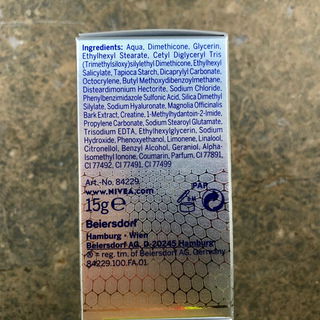 Ingredients: Aqua, Dimethicone, Glycerin,
Ethylhexyl Stearate, Cetyl Diglyceryl Tris
(Trimethylsiloxy)silylethyl Dimethicone, Ethylhexyl
Salicylate, Tapioca Starch, Dicaprylyl Carbonate,
Octocrylene, Butyl Methoxydibenzoylmethane,
Disteardimonium Hectorite, Sodium Chloride,
Phenylbenzimidazole Sulfonic Acid, Silica Dimethyl
Silylate, Sodium Hyaluronate, Magnolia Officinalis
Bark Extract, Creatine, 1-Methylhydantoin-2-Imide,
Propylene Carbonate, Sodium Stearoyl Glutamate,
Trisodium EDTA, Ethylhexylglycerin, Sodium
Hydroxide, Phenoxyethanol, Limonene, Linalool,
Citronellol, Benzyl Alcohol, Geraniol, Alpha-
Isomethyl Ionone, Coumarin, Parfum, CI 77891,
CI 77492, CI 77491, CI 77499
Art.-No. 84229
www.NIVEA.com
PAP
15g e
Beiersdorf
Hamburg · Wien
Beiersdorf AG, D-20245 Hamburg
® = reg. tm. of Beiersdorf AG, Germany
84229.100.FA.01